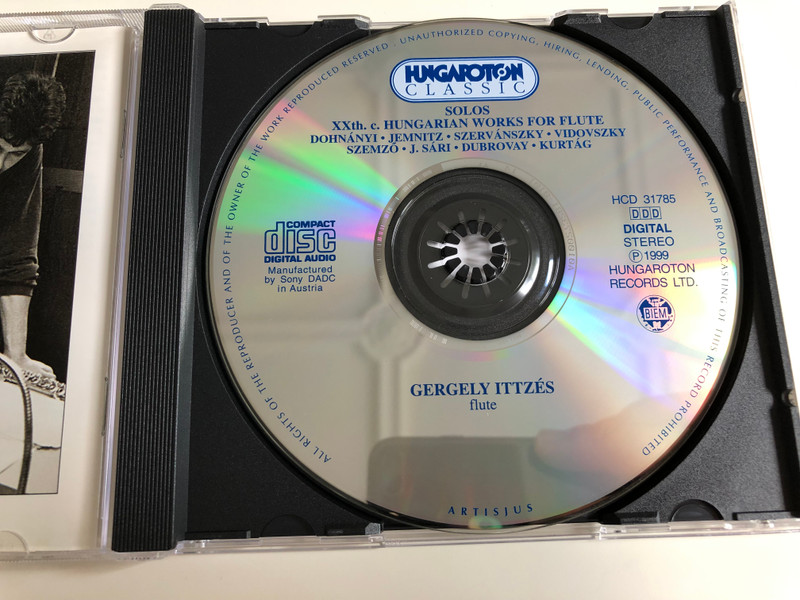 ALL RIGHTS OF THE REPRODUCER AND OF THE OWNER OF THE WORK REPRODUCED RESERVED · UNAUTHORIZED COPYING, HIRING, LENDING, PUBLIC PERFORMANCE AND BROADCASTING OF THIS RECORD PROHIBITED
HUNGAROTON
CLASSIC
SOLOS
XXth. c. HUNGARIAN WORKS FOR FLUTE
DOHNÁNYI • JEMNITZ • SZERVÁNSZKY • VIDOVSZKY
SZEMZŐ • J. SÁRI • DUBROVAY • KURTÁG
COMPACT
disc
DIGITAL AUDIO
Manufactured
by Sony DADC
in Austria
HCD 31785
DDD
DIGITAL
STEREO
Ⓟ 1999
HUNGAROTON
RECORDS LTD.
BIEM
GERGELY ITTZÉS
flute
ARTISJUS